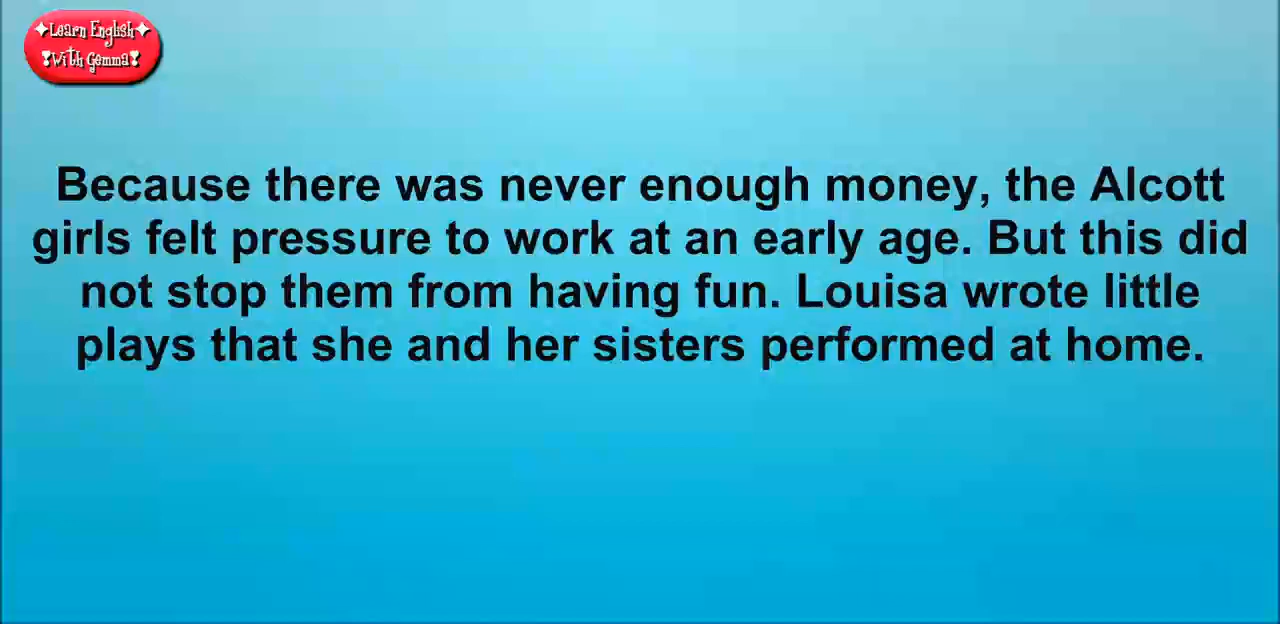 Learn English
With Gemma
Because there was never enough money, the Alcott
girls felt pressure to work at an early age. But this did
not stop them from having fun. Louisa wrote little
plays that she and her sisters performed at home.